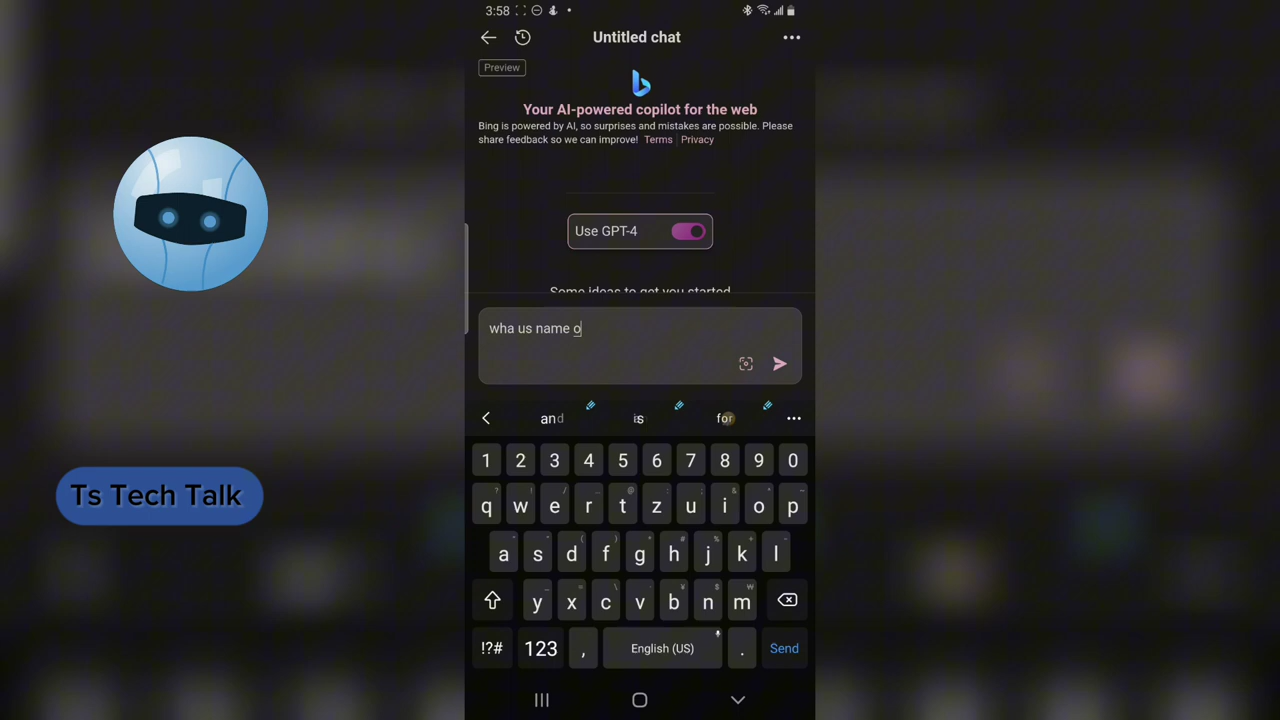 3:58
Untitled chat
Preview
Your AI-powered copilot for the web
Bing is powered by AI, so surprises and mistakes are possible. Please
share feedback so we can improve! Terms Privacy
Use GPT-4
Some ideas to get you started
wha us name o
and is for
1 2 3 4 5 6 7 8 9 0
q w e r t z u i o p
a s d f g h j k l
y x c v b n m
!?# 123 , English (US) . Send
Ts Tech Talk